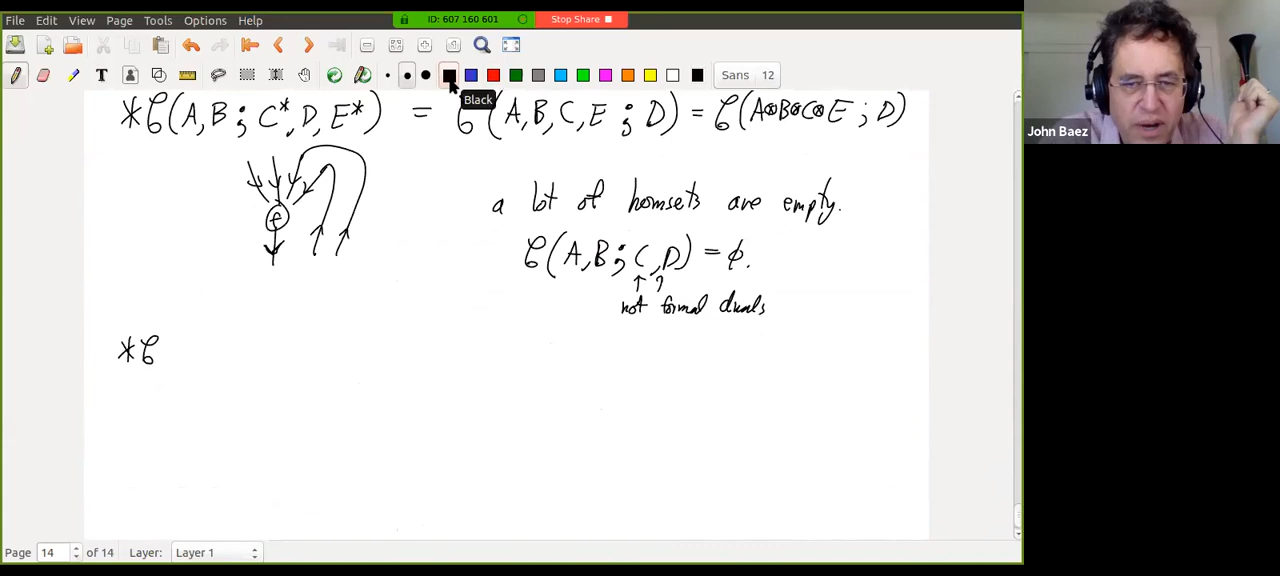 File Edit View Page Tools Options Help
ID: 607 160 601 Stop Share
T Sans 12
Black
*𝒞(A, B ; C*, D, E*) = 𝒞(A, B, C, E ; D) = 𝒞(A⊗B⊗C⊗E ; D)
John Baez
f
a lot of homsets are empty.
𝒞(A, B ; C, D) = ϕ.
↑ ↑
not formal duals
*𝒞
Page 14 of 14 Layer: Layer 1